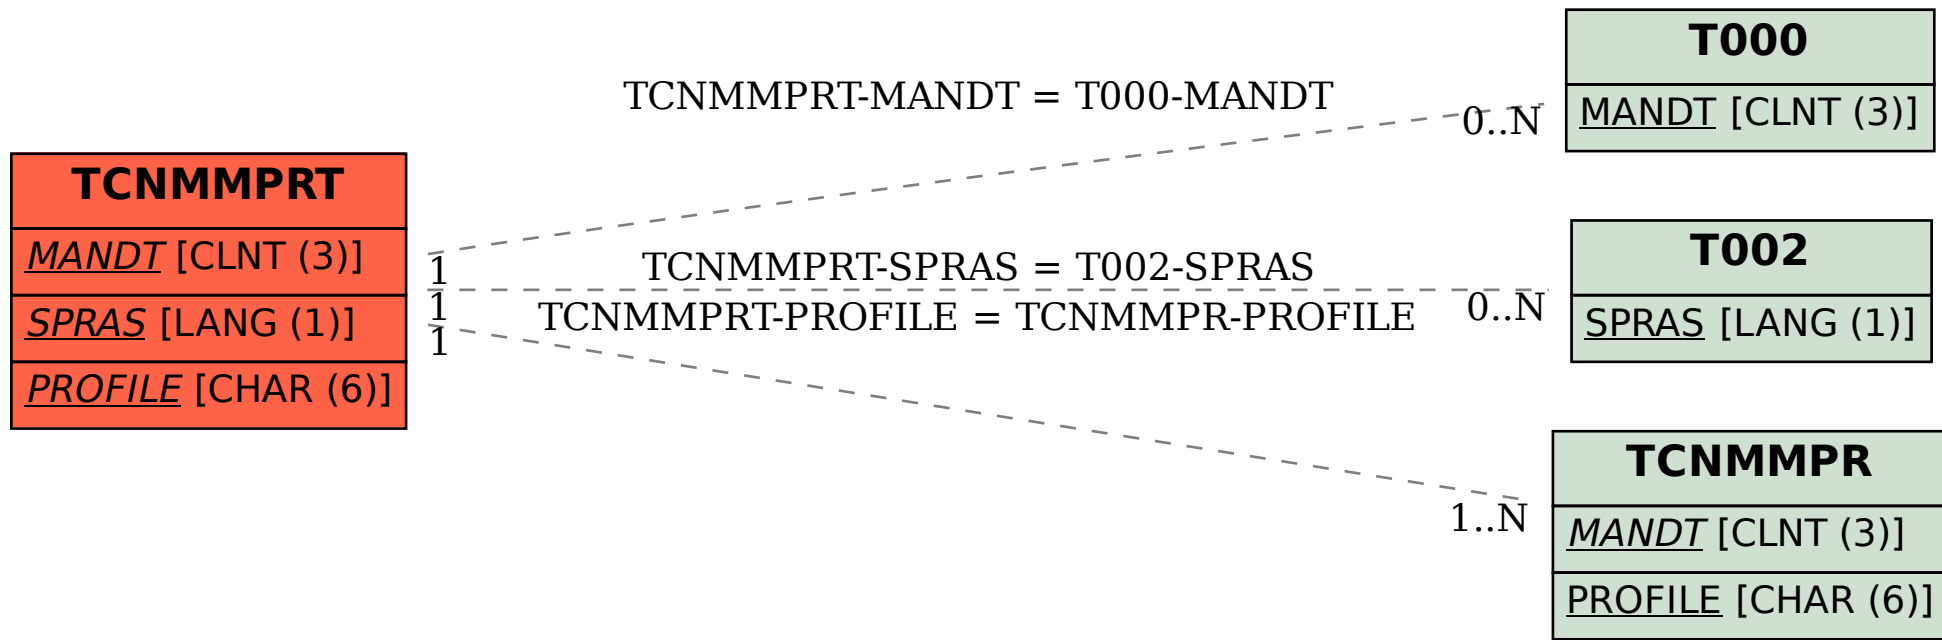 TCNMMPRT
MANDT [CLNT (3)]
SPRAS [LANG (1)]
PROFILE [CHAR (6)]
TCNMMPRT-MANDT = T000-MANDT
0..N
1
TCNMMPRT-SPRAS = T002-SPRAS
0..N
1
TCNMMPRT-PROFILE = TCNMMPR-PROFILE
1
1..N
T000
MANDT [CLNT (3)]
T002
SPRAS [LANG (1)]
TCNMMPR
MANDT [CLNT (3)]
PROFILE [CHAR (6)]